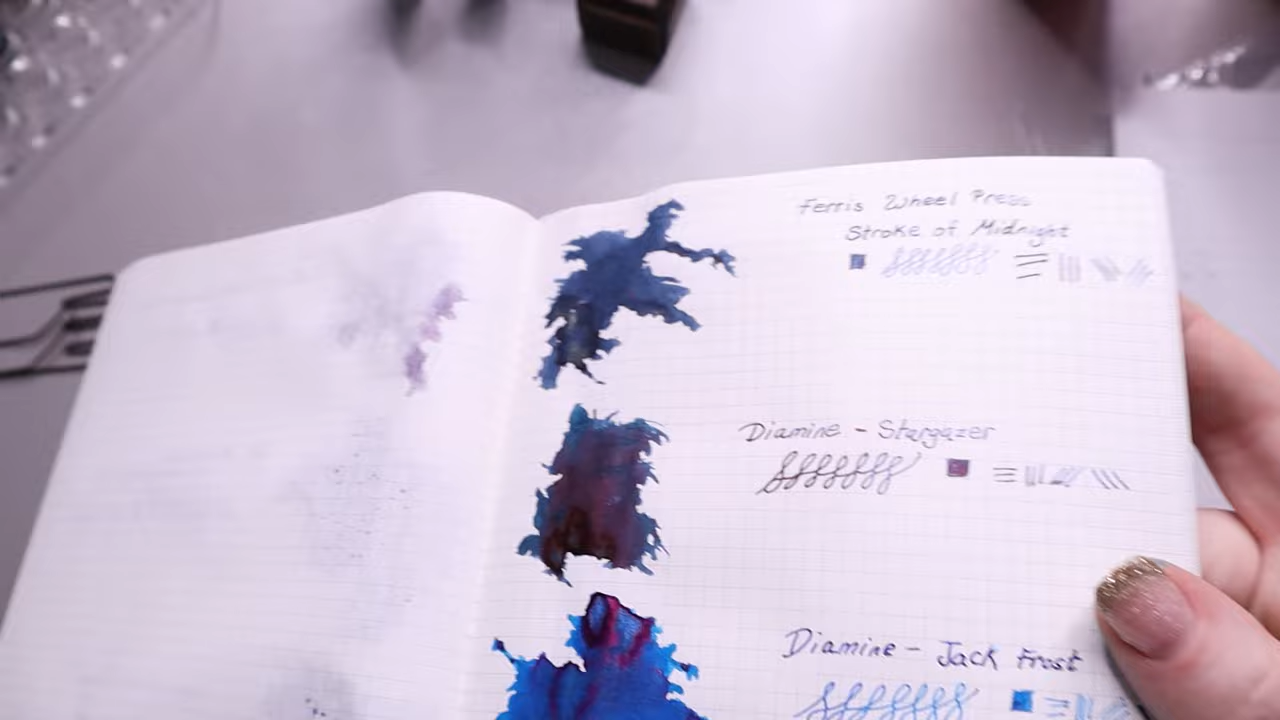 Ferris Wheel Press
Stroke of Midnight
Diamine - Stargazer
Diamine - Jack Frost